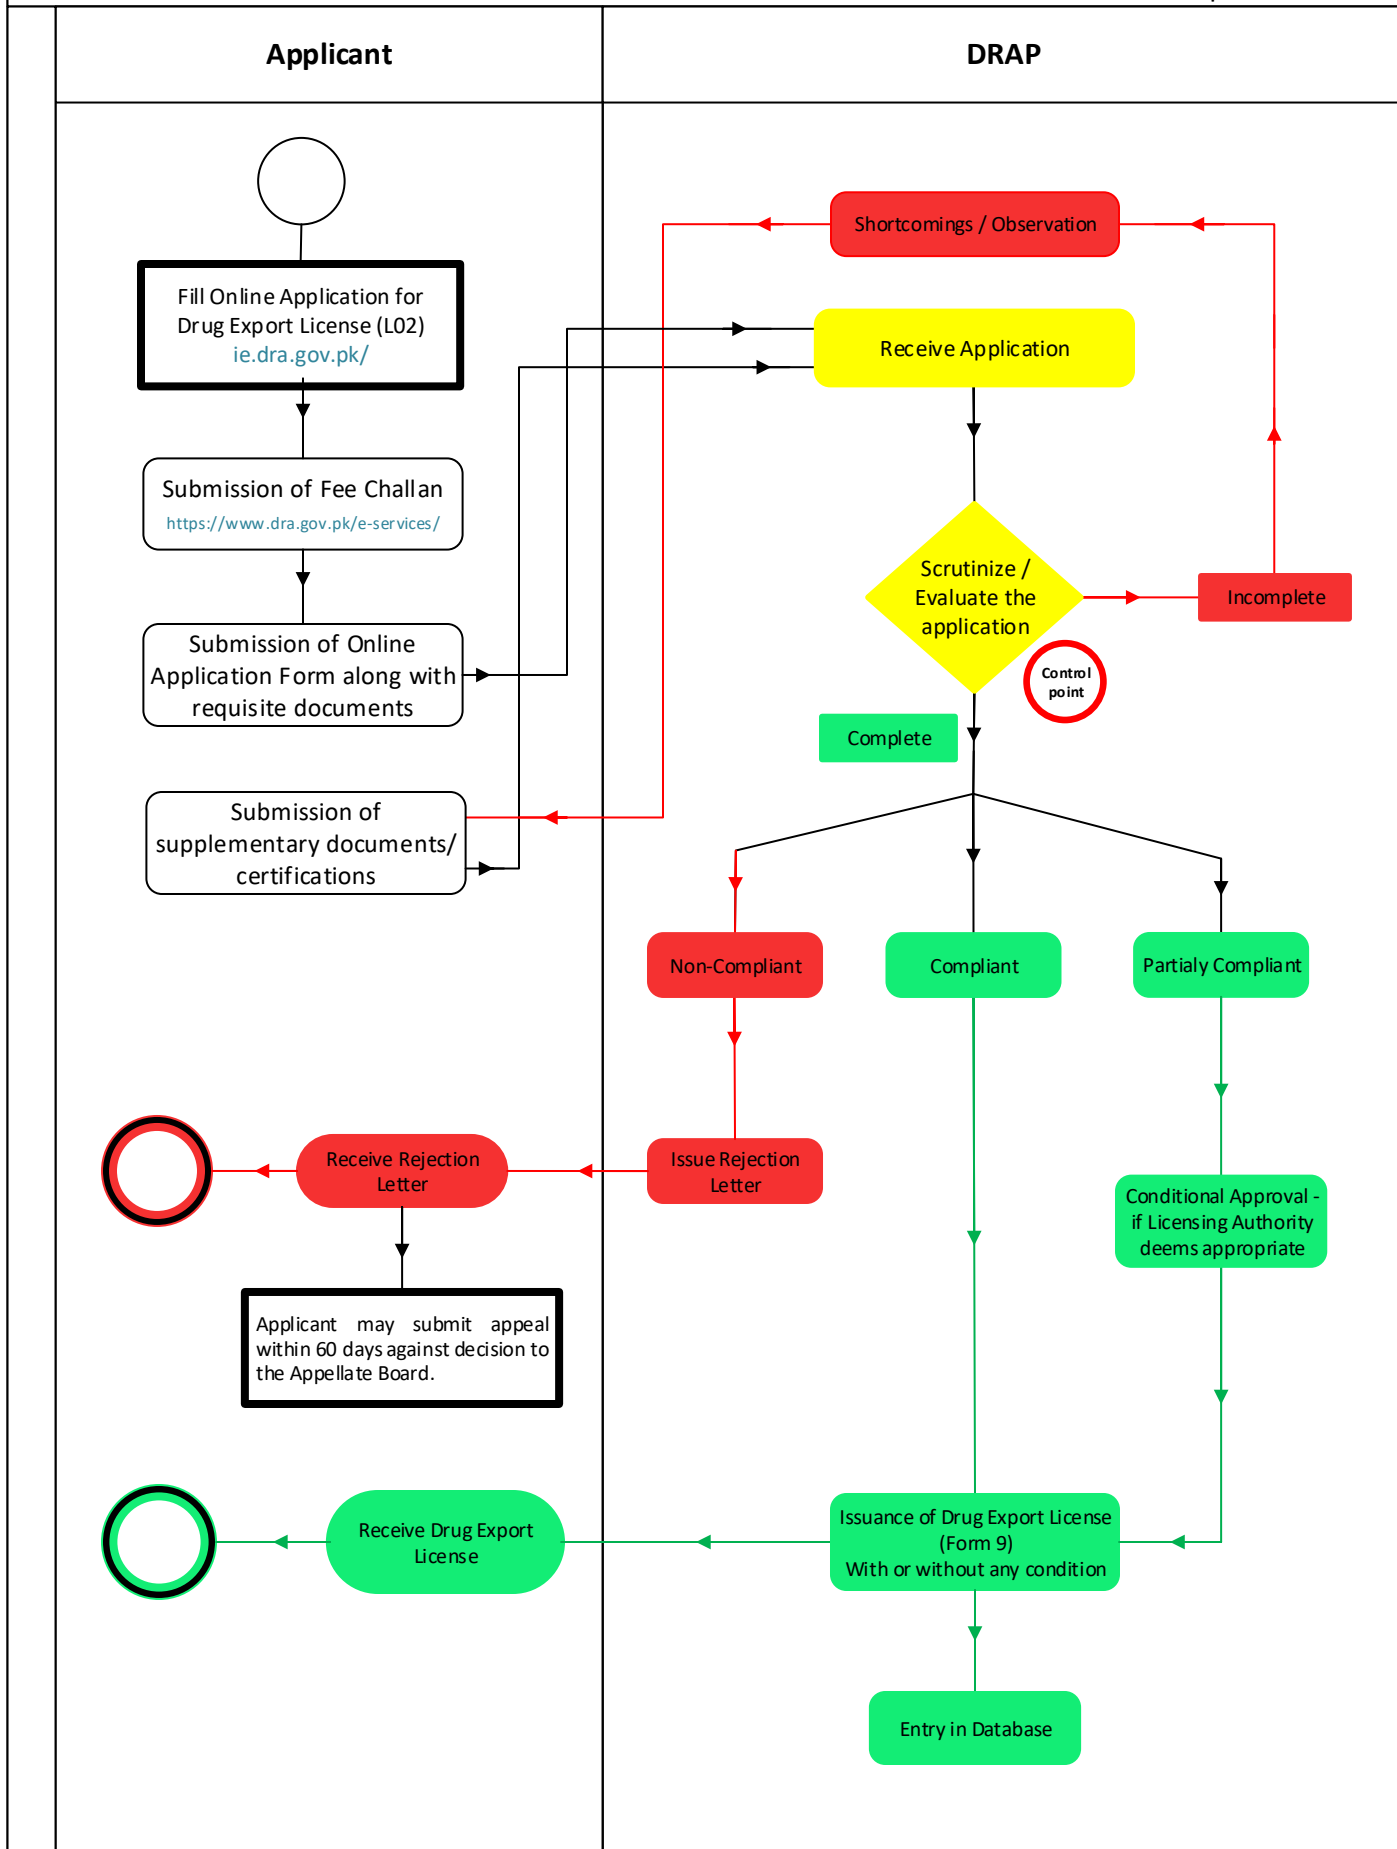 Applicant
DRAP
Fill Online Application for
Drug Export License (L02)
ie.dra.gov.pk/
Submission of Fee Challan
https://www.dra.gov.pk/e-services/
Submission of Online
Application Form along with
requisite documents
Submission of
supplementary documents/
certifications
Shortcomings / Observation
Receive Application
Scrutinize /
Evaluate the
application
Incomplete
Control
point
Complete
Non-Compliant
Compliant
Partialy Compliant
Receive Rejection
Letter
Issue Rejection
Letter
Conditional Approval -
if Licensing Authority
deems appropriate
Applicant may submit appeal
within 60 days against decision to
the Appellate Board.
Receive Drug Export
License
Issuance of Drug Export License
(Form 9)
With or without any condition
Entry in Database